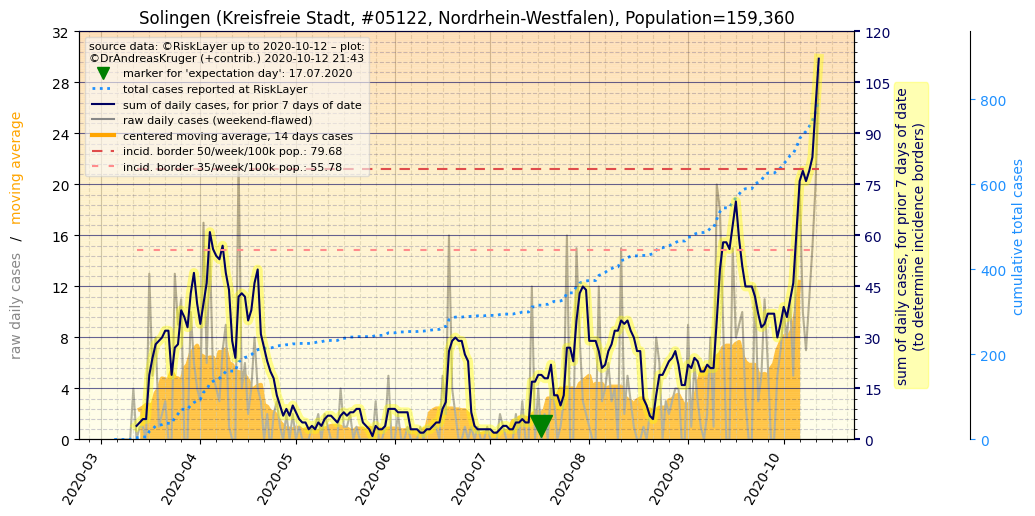 Solingen (Kreisfreie Stadt, #05122, Nordrhein-Westfalen), Population=159,360
source data: ©RiskLayer up to 2020-10-12 – plot:
©DrAndreasKruger (+contrib.) 2020-10-12 21:43
marker for 'expectation day': 17.07.2020
total cases reported at RiskLayer
sum of daily cases, for prior 7 days of date
raw daily cases (weekend-flawed)
centered moving average, 14 days cases
incid. border 50/week/100k pop.: 79.68
incid. border 35/week/100k pop.: 55.78
raw daily cases / moving average
32
28
24
20
16
12
8
4
0
120
105
90
75
60
45
30
15
0
sum of daily cases, for prior 7 days of date
(to determine incidence borders)
800
600
400
200
0
cumulative total cases
2020-03
2020-04
2020-05
2020-06
2020-07
2020-08
2020-09
2020-10